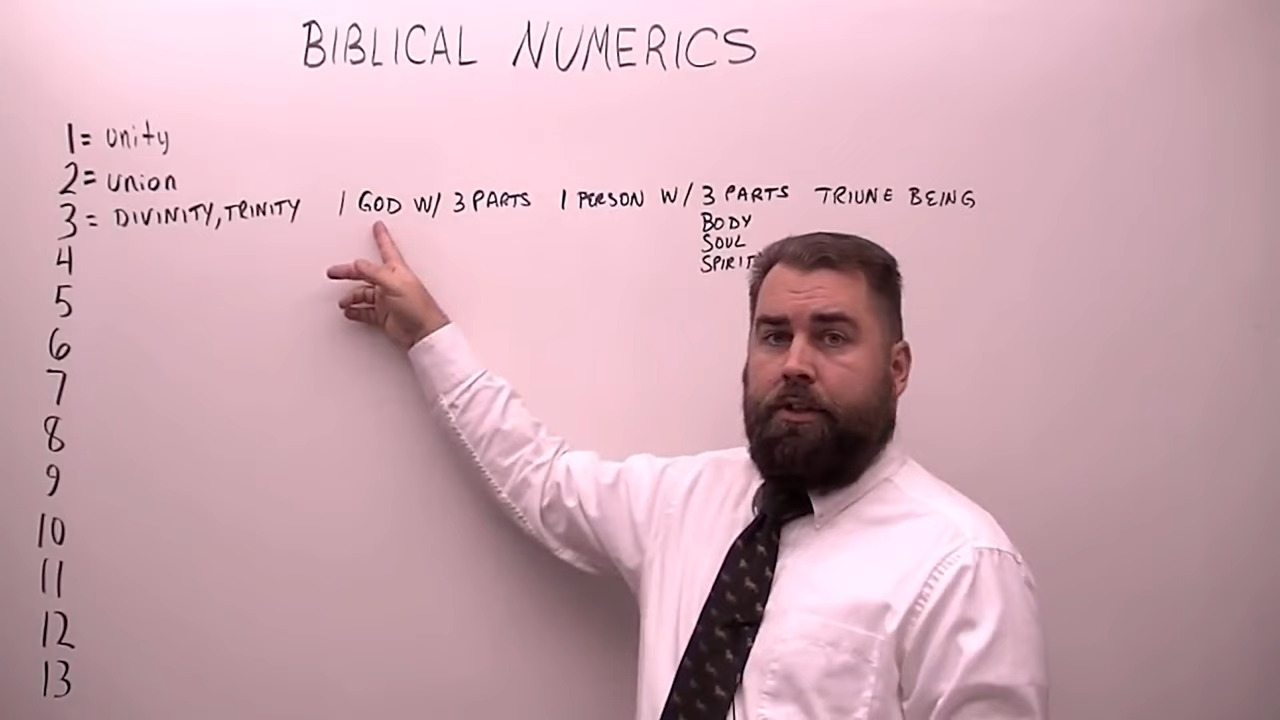 BIBLICAL NUMERICS
1= unity
2= union
3= DIVINITY, TRINITY 1 GOD W/ 3 PARTS 1 PERSON W/ 3 PARTS TRIUNE BEING
BODY
SOUL
SPIRIT
4
5
6
7
8
9
10
11
12
13